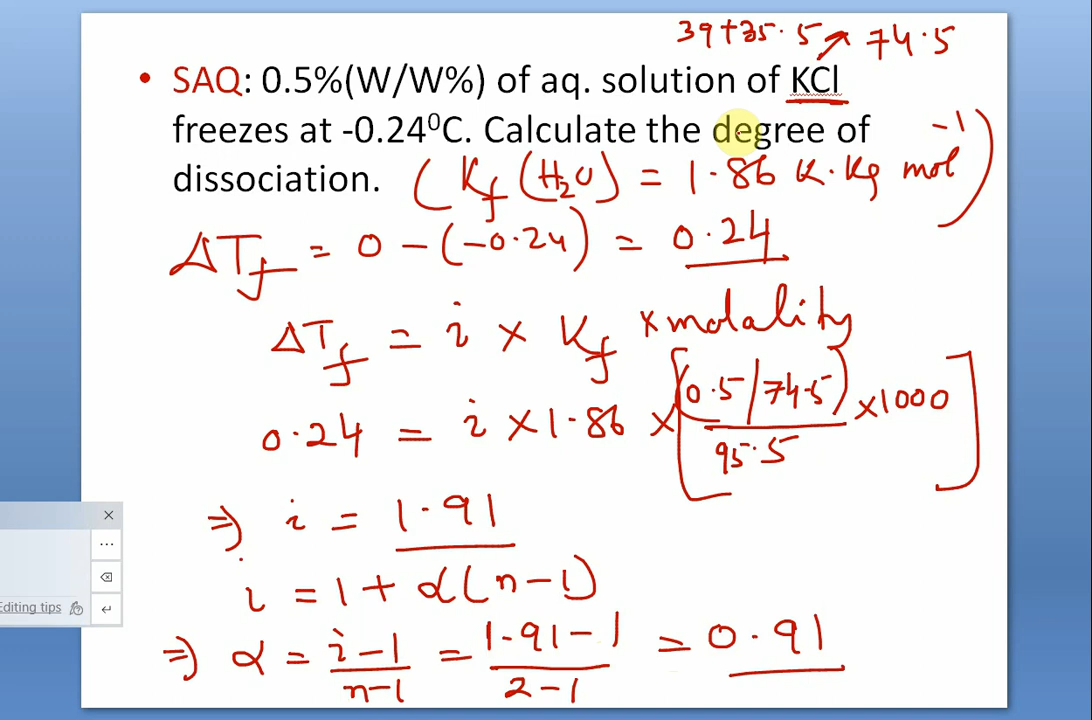 39+35.5 ↗ 74.5
• SAQ: 0.5%(W/W%) of aq. solution of KCl
freezes at -0.24⁰C. Calculate the degree of
dissociation. (Kf (H₂O) = 1.86 K.Kg mol⁻¹)
ΔTf = 0 - (-0.24) = 0.24
ΔTf = i × Kf × molality
0.24 = i × 1.86 × [(0.5/74.5)/95.5 × 1000]
⇒ i = 1.91
i = 1 + α(n-1)
⇒ α = i-1/n-1 = 1.91-1/2-1 = 0.91
Editing tips